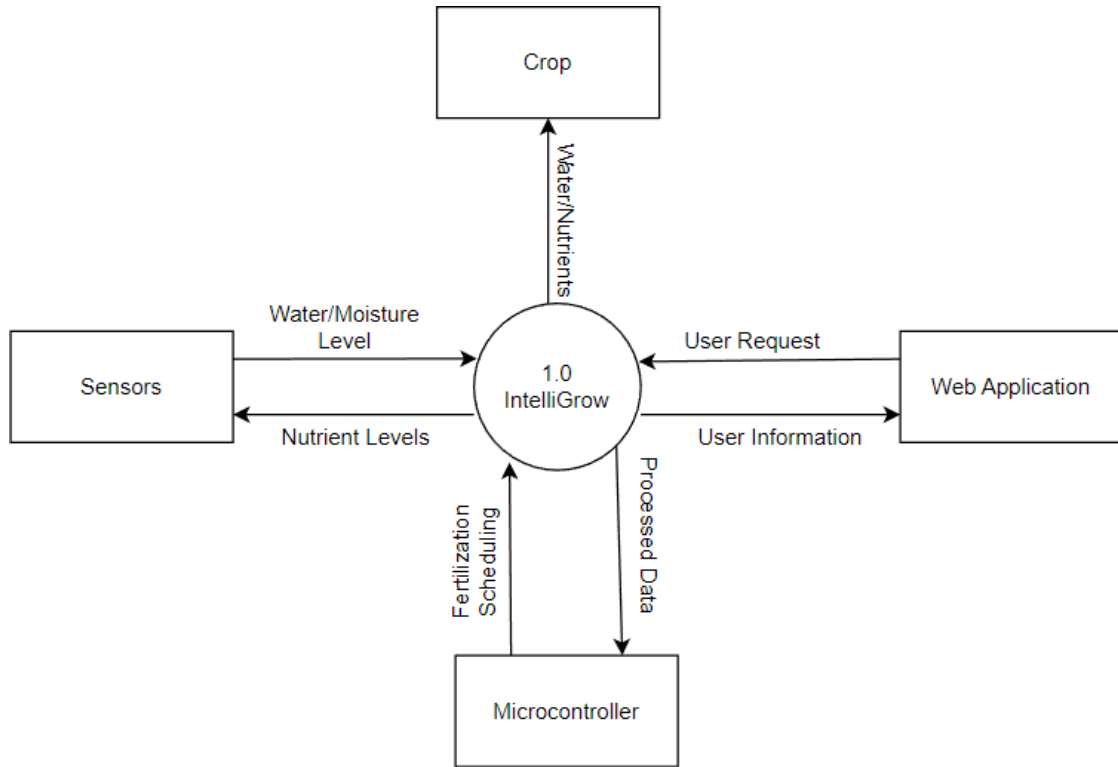 Crop
Water/Nutrients
Water/Moisture
Level
User Request
Sensors
1.0
IntelliGrow
Web Application
Nutrient Levels
User Information
Fertilization
Scheduling
Processed Data
Microcontroller